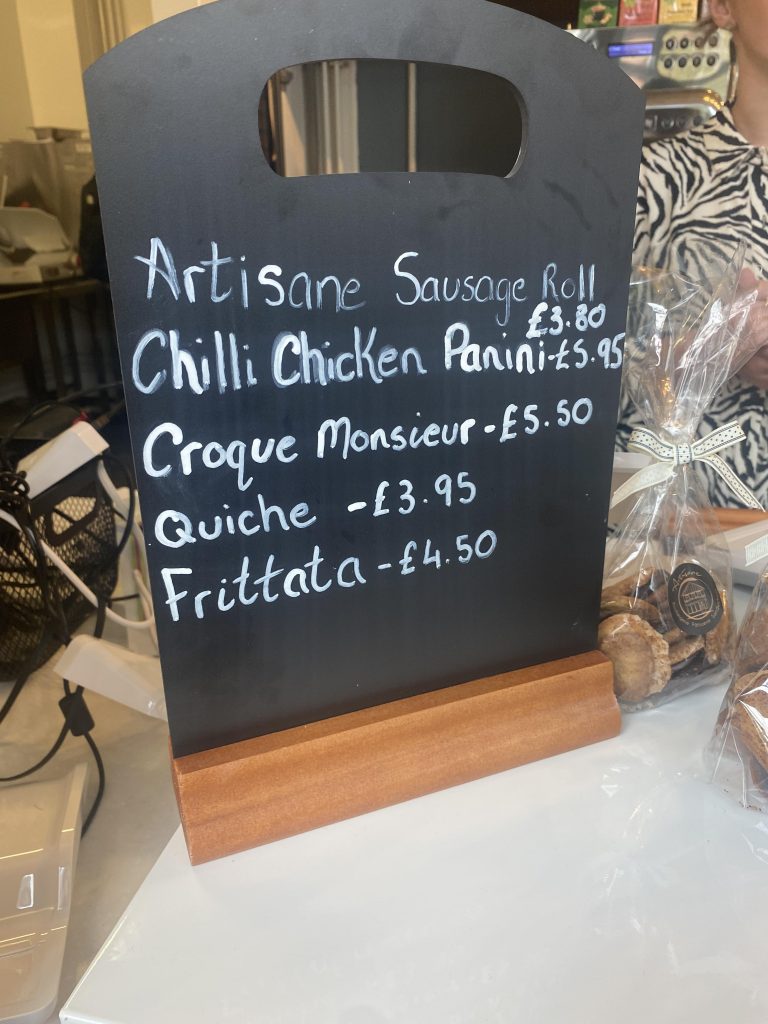 Artisane Sausage Roll
£3.80
Chilli Chicken Panini-£5.95
Croque Monsieur -£5.50
Quiche -£3.95
Frittata -£4.50
Artisane